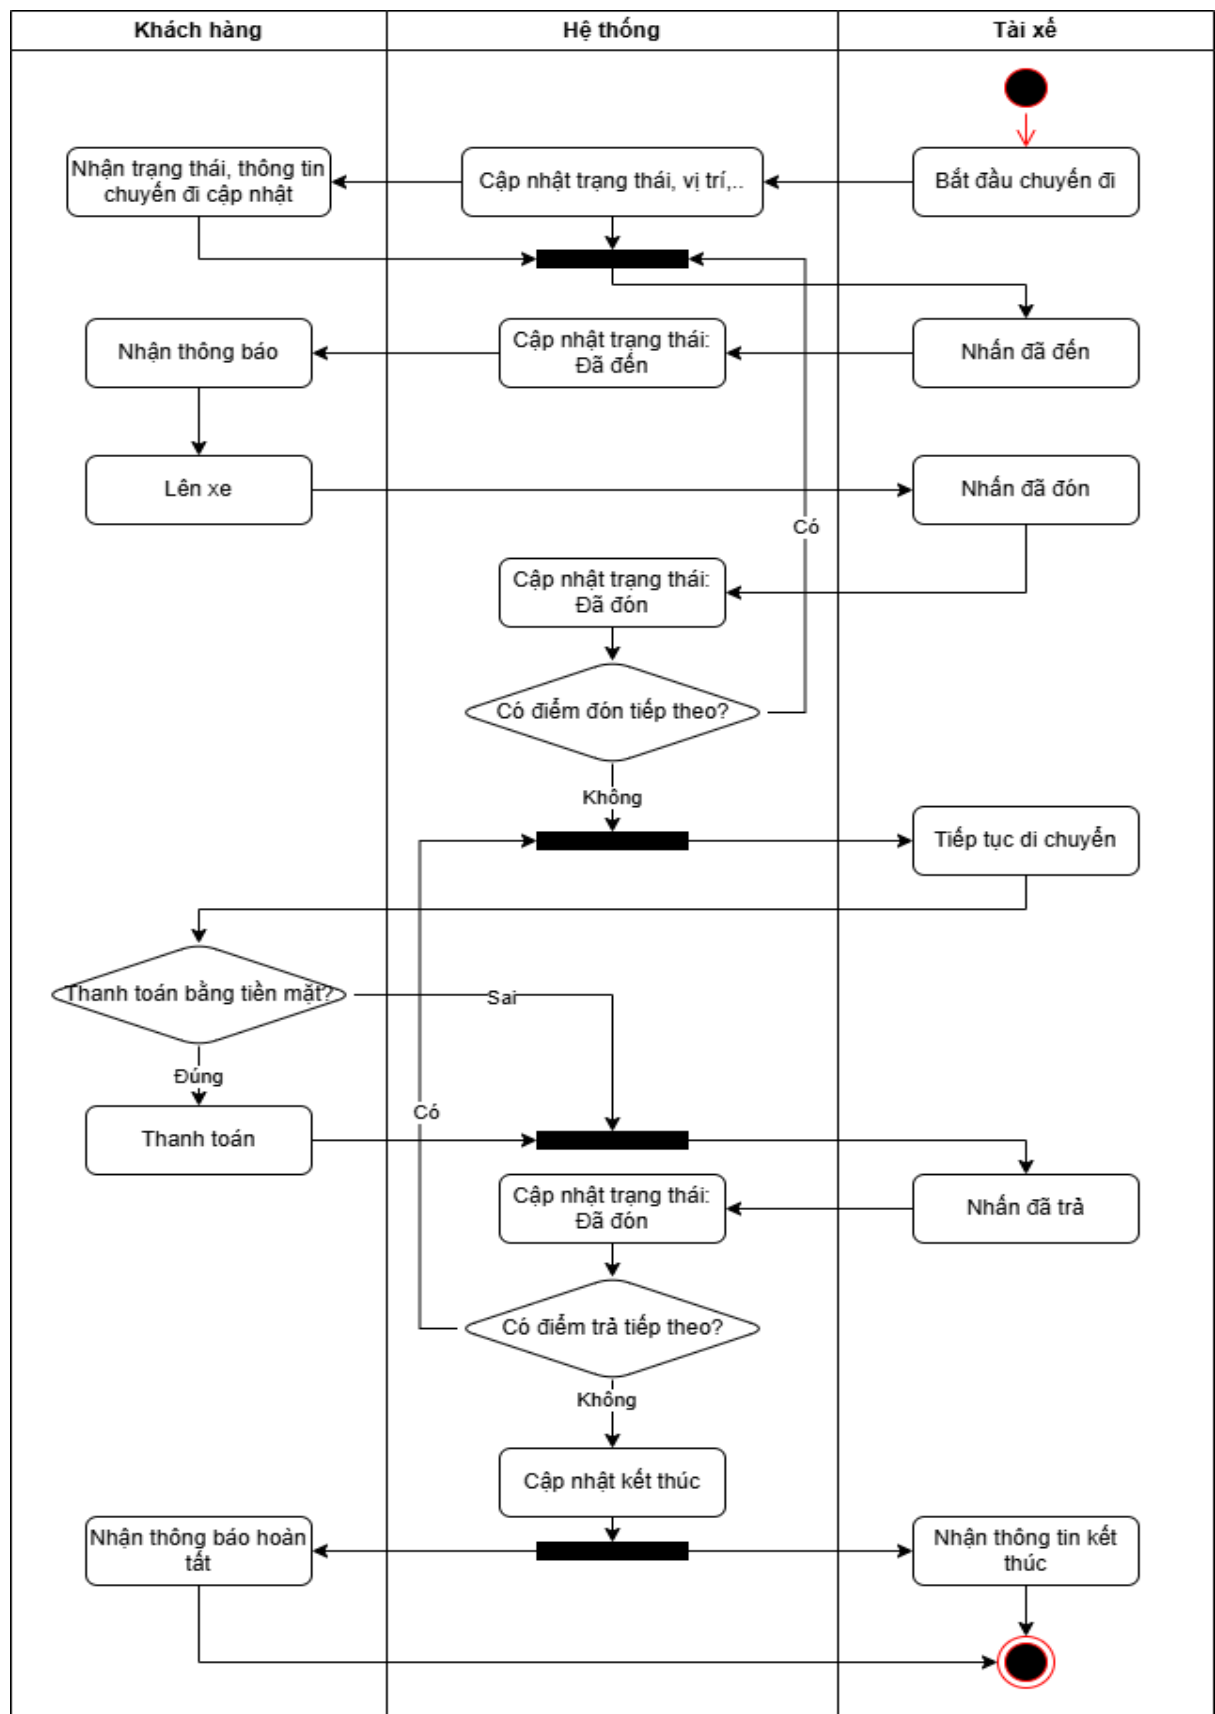 Khách hàng
Hệ thống
Tài xế
Nhận trạng thái, thông tin
chuyến đi cập nhật
Cập nhật trạng thái, vị trí,..
Bắt đầu chuyến đi
Nhận thông báo
Cập nhật trạng thái:
Đã đến
Nhấn đã đến
Lên xe
Nhấn đã đón
Có
Cập nhật trạng thái:
Đã đón
Có điểm đón tiếp theo?
Không
Tiếp tục di chuyển
Thanh toán bằng tiền mặt?
Sai
Đúng
Có
Thanh toán
Cập nhật trạng thái:
Đã đón
Nhấn đã trả
Có điểm trả tiếp theo?
Không
Cập nhật kết thúc
Nhận thông báo hoàn
tất
Nhận thông tin kết
thúc